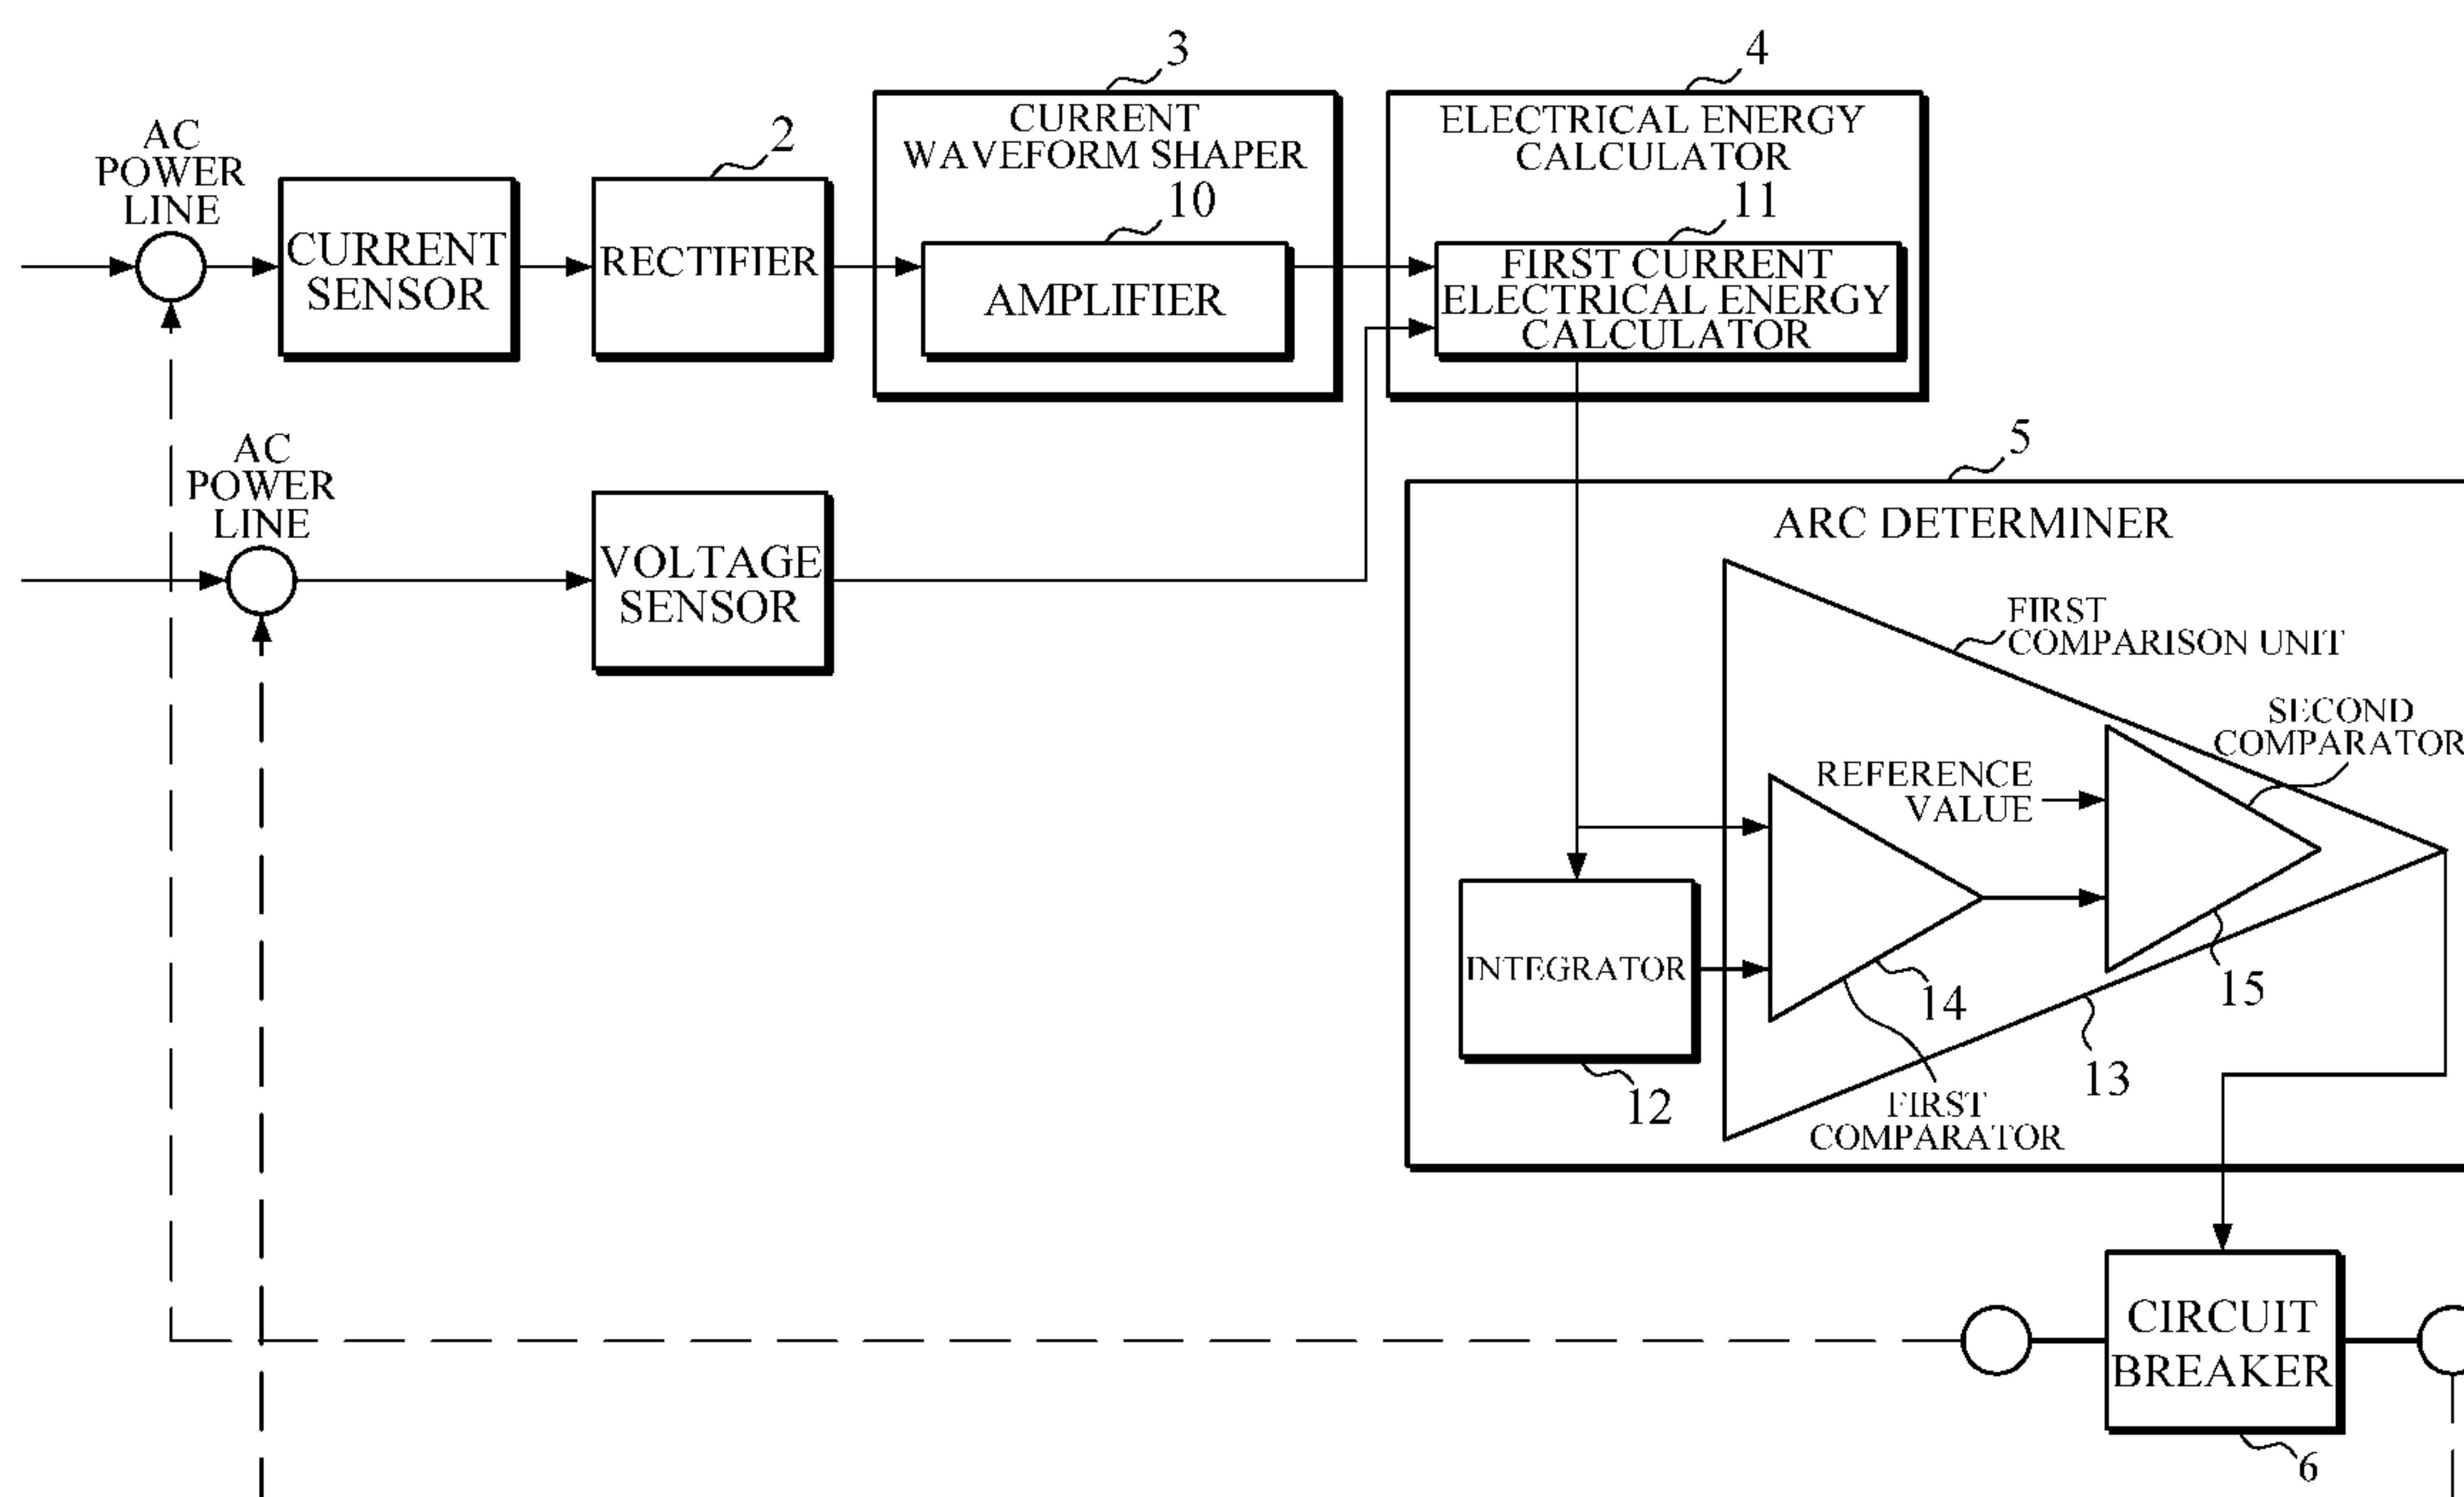 3
4
2
AC
POWER
LINE
CURRENT
SENSOR
RECTIFIER
CURRENT
WAVEFORM SHAPER
10
AMPLIFIER
ELECTRICAL ENERGY
CALCULATOR
11
FIRST CURRENT
ELECTRICAL ENERGY
CALCULATOR
AC
POWER
LINE
VOLTAGE
SENSOR
5
ARC DETERMINER
FIRST
COMPARISON UNIT
SECOND
COMPARATOR
REFERENCE
VALUE
INTEGRATOR
14
15
13
12
FIRST
COMPARATOR
CIRCUIT
BREAKER
6